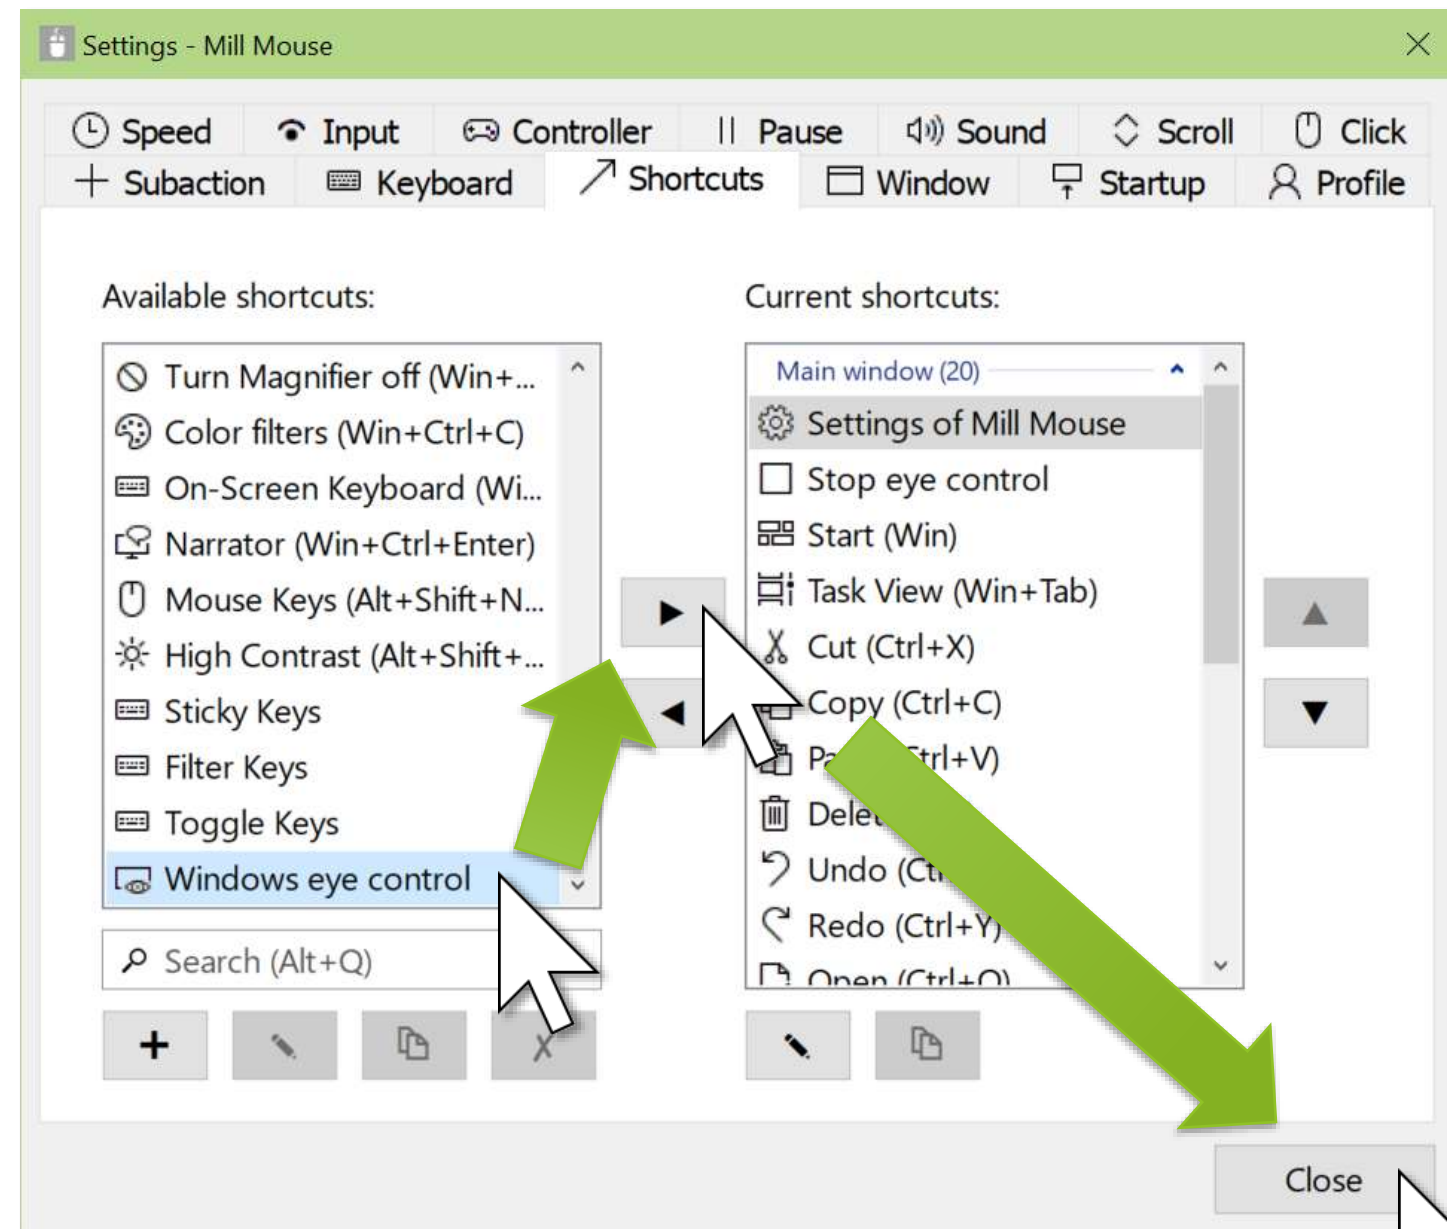 Settings - Mill Mouse
Speed Input Controller Pause Sound Scroll Click
Subaction Keyboard Shortcuts Window Startup Profile
Available shortcuts:
Turn Magnifier off (Win+...
Color filters (Win+Ctrl+C)
On-Screen Keyboard (Wi...
Narrator (Win+Ctrl+Enter)
Mouse Keys (Alt+Shift+N...
High Contrast (Alt+Shift+...
Sticky Keys
Filter Keys
Toggle Keys
Windows eye control
Search (Alt+Q)
Current shortcuts:
Main window (20)
Settings of Mill Mouse
Stop eye control
Start (Win)
Task View (Win+Tab)
Cut (Ctrl+X)
Copy (Ctrl+C)
Undo
Redo (Ctrl+Y)
Open (Ctrl+O)
Close